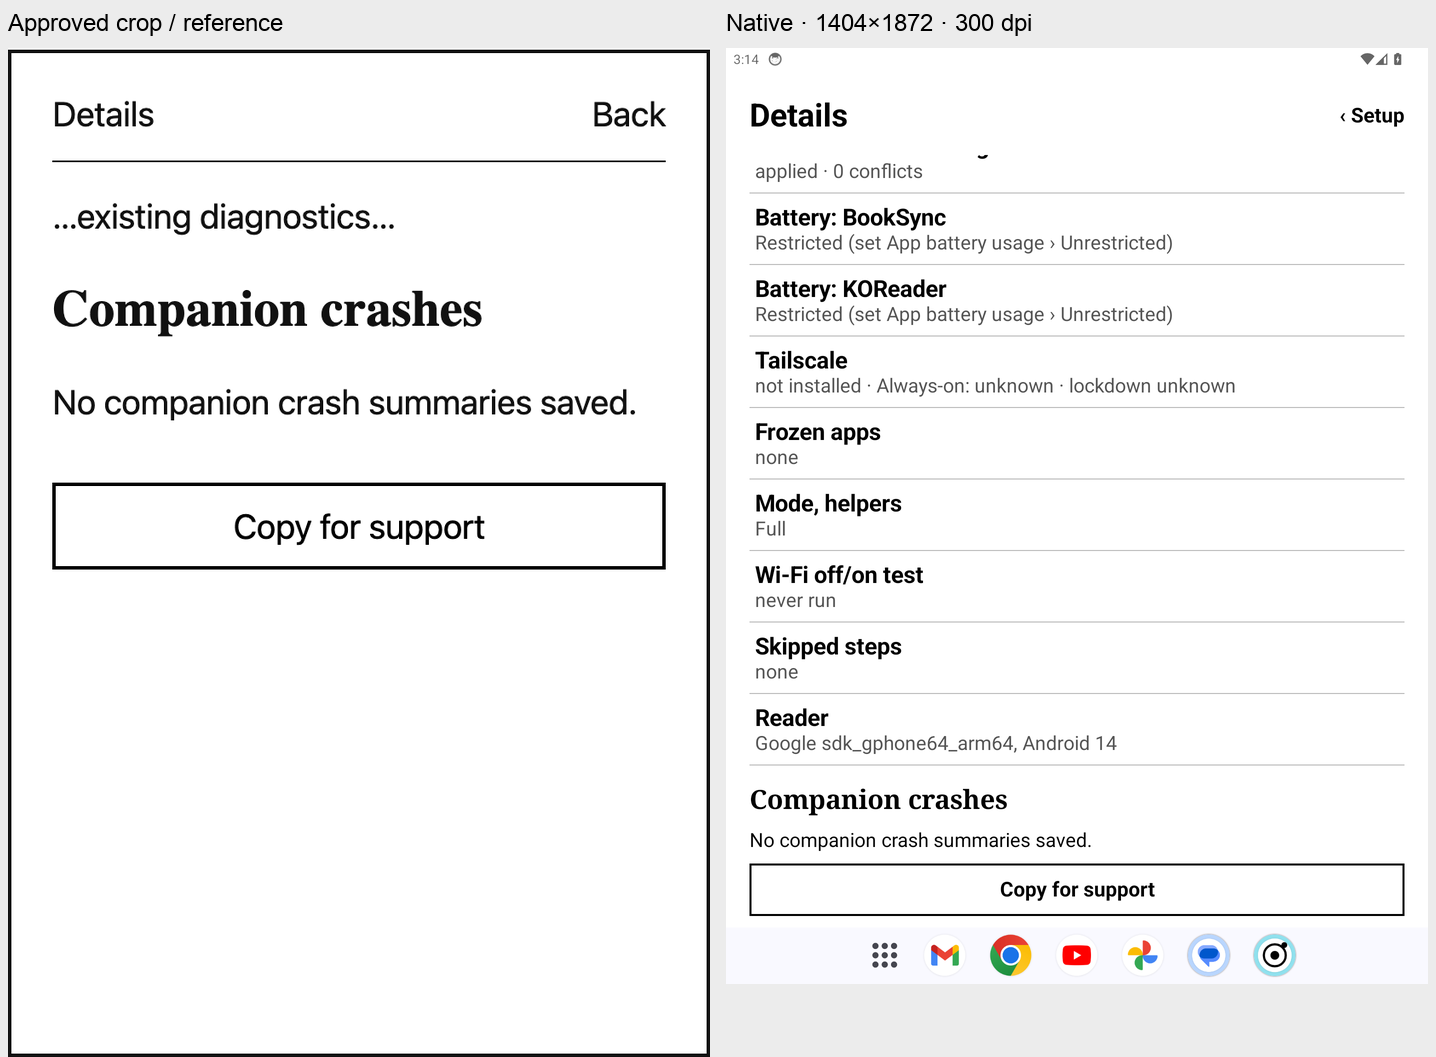 Approved crop / reference
Details
Back
...existing diagnostics...
Companion crashes
No companion crash summaries saved.
Copy for support
Native · 1404×1872 · 300 dpi
3:14
Details
‹ Setup
applied · 0 conflicts
Battery: BookSync
Restricted (set App battery usage › Unrestricted)
Battery: KOReader
Restricted (set App battery usage › Unrestricted)
Tailscale
not installed · Always-on: unknown · lockdown unknown
Frozen apps
none
Mode, helpers
Full
Wi-Fi off/on test
never run
Skipped steps
none
Reader
Google sdk_gphone64_arm64, Android 14
Companion crashes
No companion crash summaries saved.
Copy for support